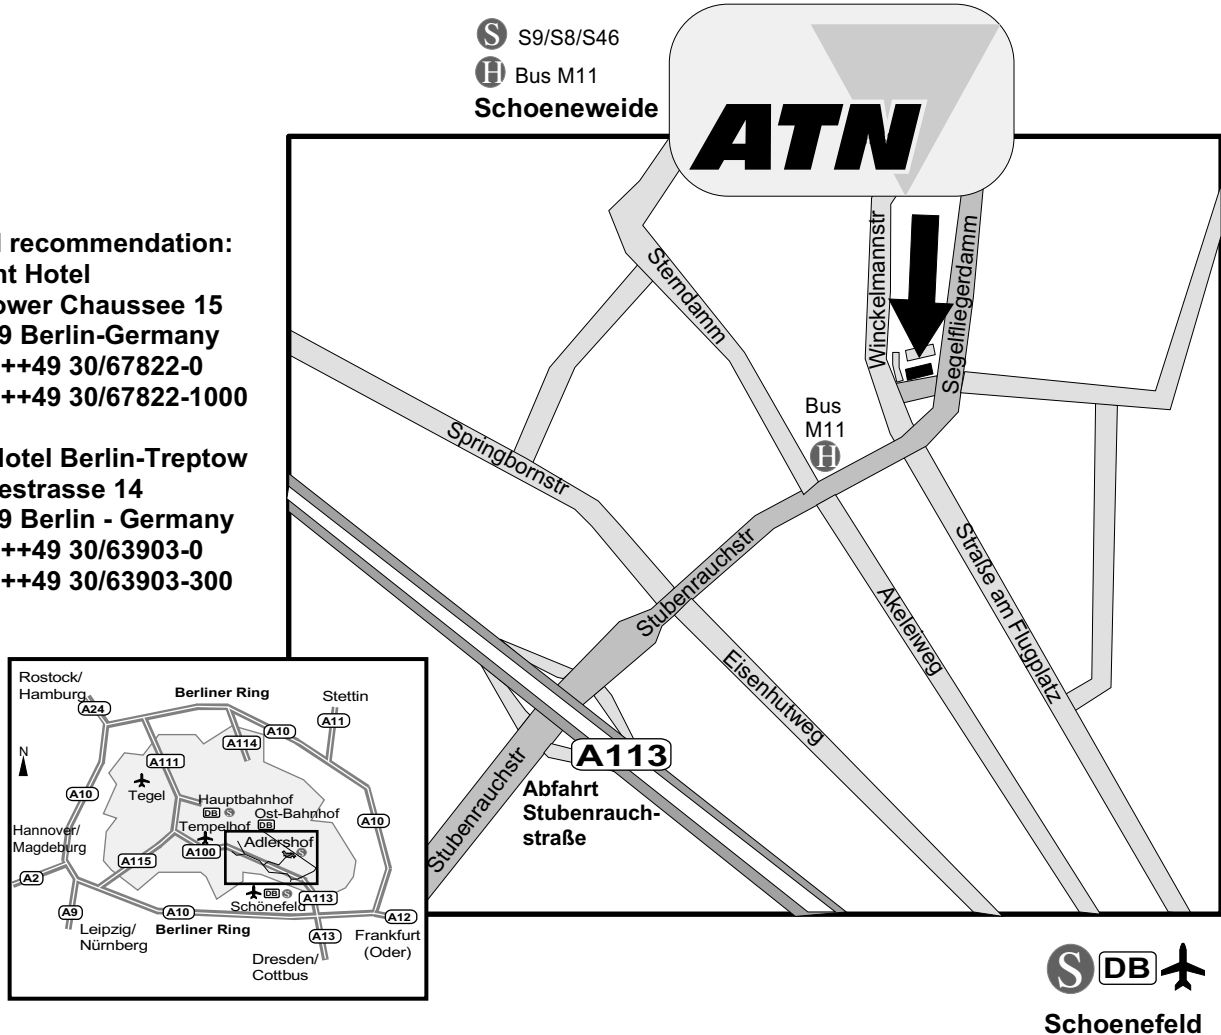 S S9/S8/S46
H Bus M11
Schoeneweide
ATN
recommendation:
Hotel
Chaussee 15
9 Berlin-Germany
++49 30/67822-0
++49 30/67822-1000
Hotel Berlin-Treptow
14
9 Berlin - Germany
++49 30/63903-0
++49 30/63903-300
Winckelmannstr
Segelfliegerdamm
Sterndamm
Bus
M11
H
Springbornstr
Stubenrauchstr
Straße am Flugplatz
Akeleiweg
Eisenhutweg
A113
Abfahrt
Stubenrauch-
straße
Stubenrauchstr
Rostock/
Hamburg
A24
Berliner Ring
Stettin
A11
A10
A114
N
A111
Tegel
A10
Hauptbahnhof
DB S
Ost-Bahnhof
DB
Tempelhof
A10
Hannover/
Magdeburg
A100
Adlershof
S
A115
A2
DB S
Schönefeld
A113
A9
A10
A12
Leipzig/
Nürnberg
Berliner Ring
A13
Frankfurt
(Oder)
Dresden/
Cottbus
S DB
Schoenefeld